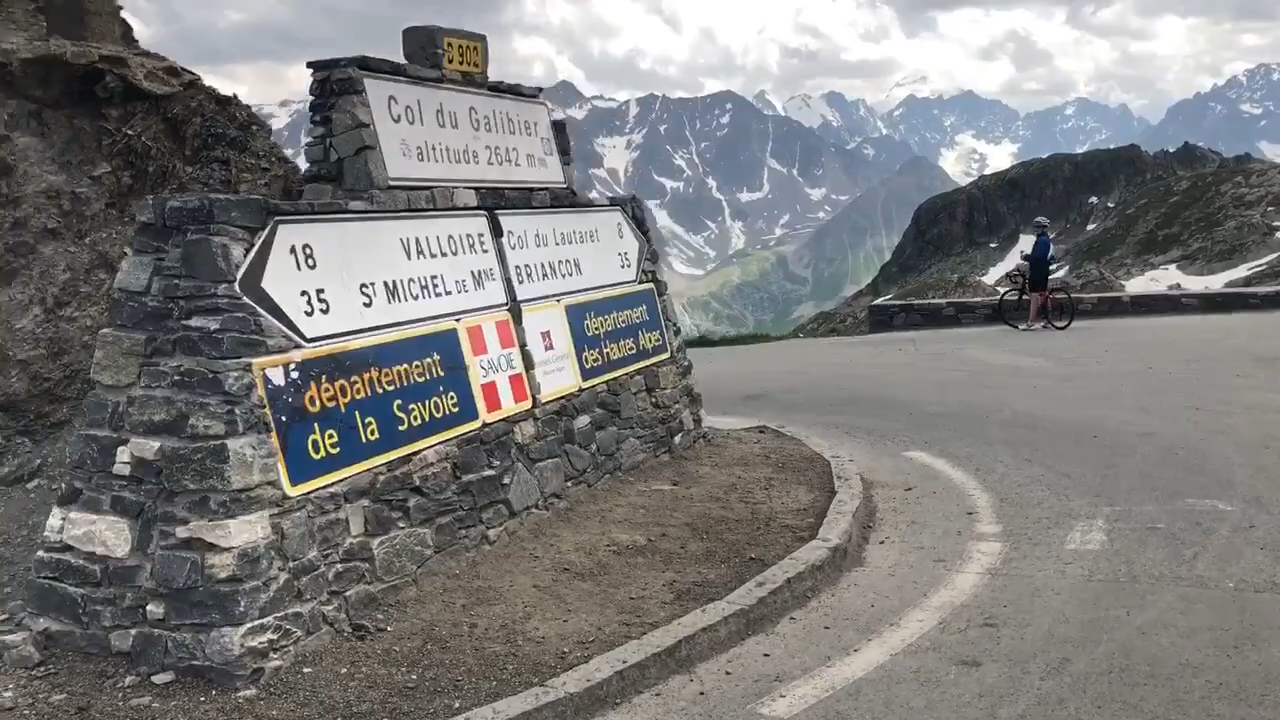 D 902
Col du Galibier
altitude 2642 m
18 VALLOIRE
35 ST MICHEL DE MNE
Col du Lautaret 8
BRIANÇON 35
département
de la Savoie
SAVOIE
département
des Hautes Alpes